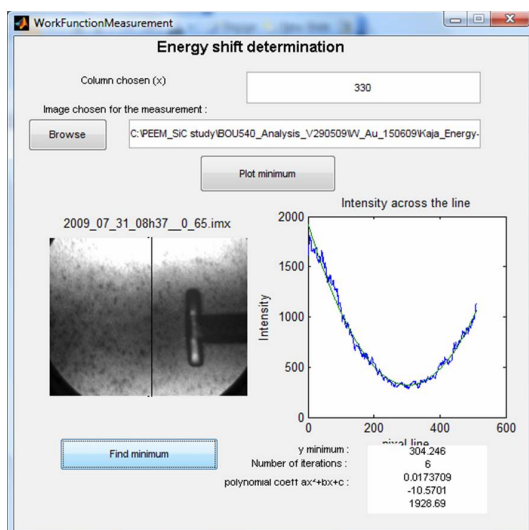 WorkFunctionMeasurement
Energy shift determination
Column chosen (x)
330
Image chosen for the measurement :
Browse
C:\PEEM_SiC study\BOU540_Analysis_V290509\W_Au_150609\Kaja_Energy-
Plot minimum
2009_07_31_08h37__0_65.imx
Intensity across the line
Intensity
2000
1500
1000
500
0
0 200 400 600
pixel line
Find minimum
y minimum : 304.246
Number of iterations : 6
polynomial coeff ax²+bx+c : 0.0173709
-10.5701
1928.69